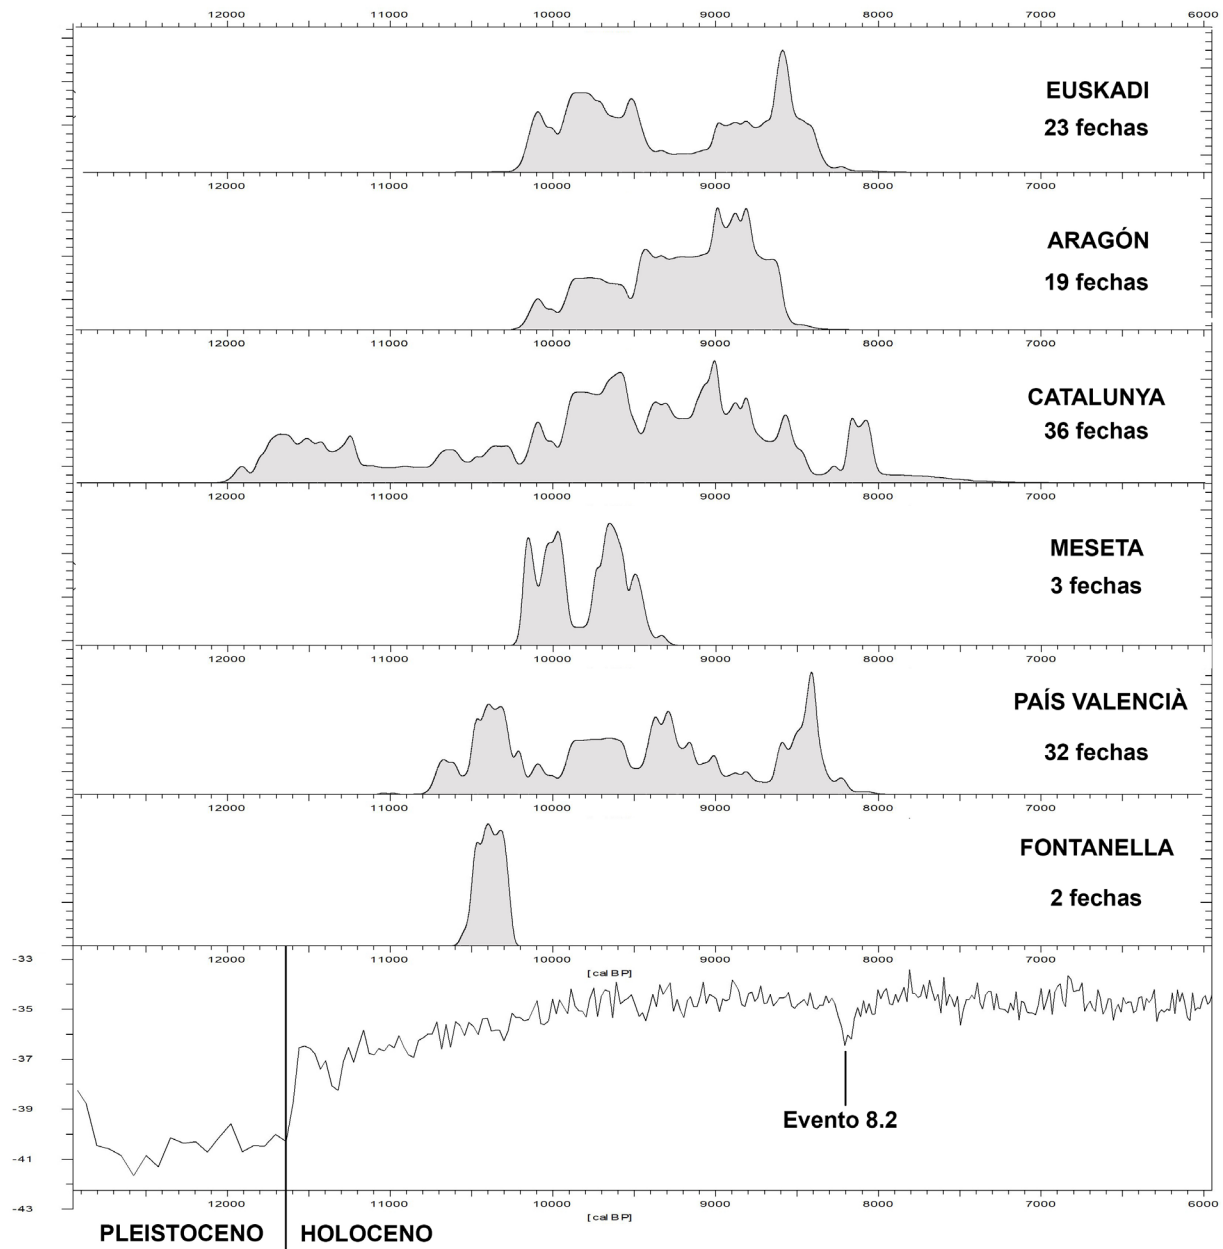 12000 11000 10000 9000 8000 7000 6000
EUSKADI
23 fechas
12000 11000 10000 9000 8000 7000
ARAGÓN
19 fechas
12000 11000 10000 9000 8000 7000
CATALUNYA
36 fechas
12000 11000 10000 9000 8000 7000
MESETA
3 fechas
12000 11000 10000 9000 8000 7000
PAÍS VALENCIÀ
32 fechas
12000 11000 10000 9000 8000 7000
FONTANELLA
2 fechas
-33
12000 11000 10000 9000 8000 7000
[cal BP]
-35
-37
-39
Evento 8.2
-41
12000 11000 10000 9000 8000 7000 6000
-43
[cal BP]
PLEISTOCENO HOLOCENO